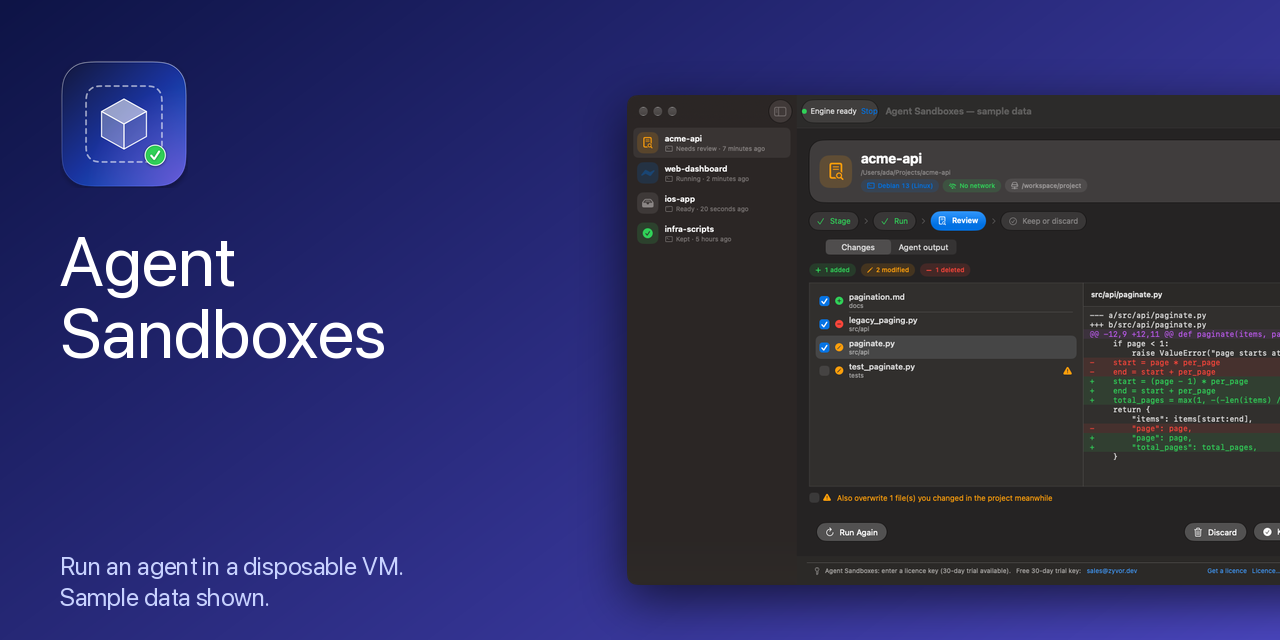 Agent
Sandboxes
Run an agent in a disposable VM.
Sample data shown.
Engine ready Stop
Agent Sandboxes — sample data
acme-api
Needs review · 7 minutes ago
web-dashboard
Running · 2 minutes ago
ios-app
Ready · 20 seconds ago
infra-scripts
Kept · 5 hours ago
acme-api
/Users/ada/Projects/acme-api
Debian 13 (Linux) No network /workspace/project
Stage Run Review Keep or discard
Changes Agent output
+ 1 added 2 modified − 1 deleted
pagination.md
docs
legacy_paging.py
src/api
paginate.py
src/api
test_paginate.py
tests
src/api/paginate.py
--- a/src/api/paginate.py
+++ b/src/api/paginate.py
@@ -12,9 +12,11 @@ def paginate(items, pa
if page < 1:
raise ValueError("page starts at
- start = page * per_page
- end = start + per_page
+ start = (page - 1) * per_page
+ end = start + per_page
+ total_pages = max(1, -(-len(items) /
return {
"items": items[start:end],
- "page": page,
+ "page": page,
+ "total_pages": total_pages,
}
Also overwrite 1 file(s) you changed in the project meanwhile
Run Again Discard
Agent Sandboxes: enter a licence key (30-day trial available). Free 30-day trial key: sales@zyvor.dev Get a licence Licence...